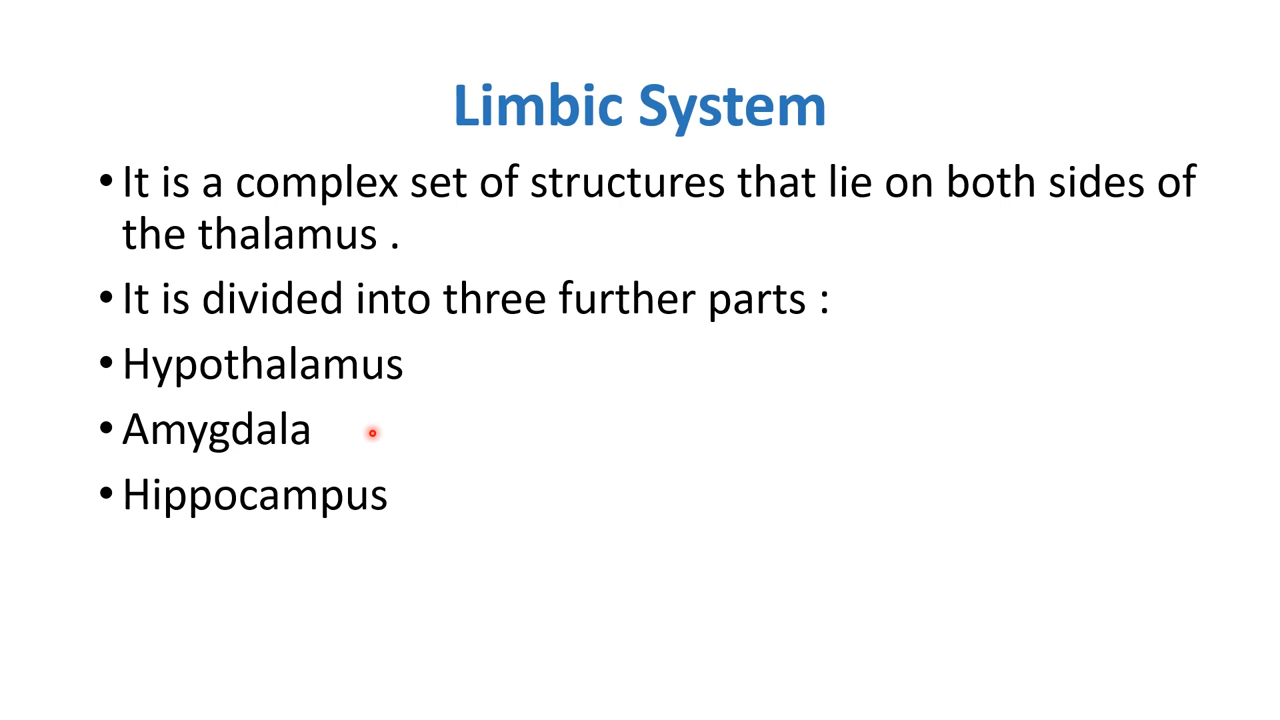 Limbic System
•It is a complex set of structures that lie on both sides of
the thalamus .
•It is divided into three further parts :
•Hypothalamus
•Amygdala
•Hippocampus